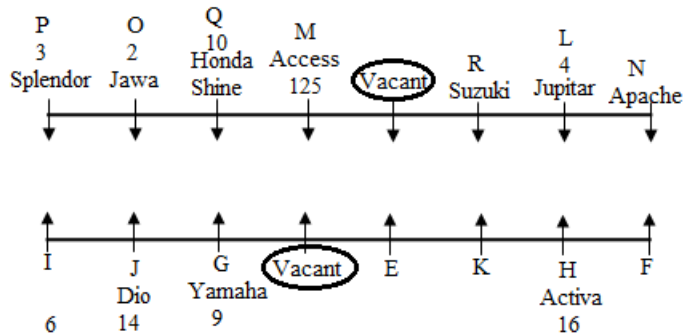 P O Q M Vacant R L N
3 2 10 Access Suzuki 4 Apache
Splendor Jawa Honda Shine 125 Jupitar
I J G Vacant E K H F
Dio Yamaha Activa
6 14 9 16